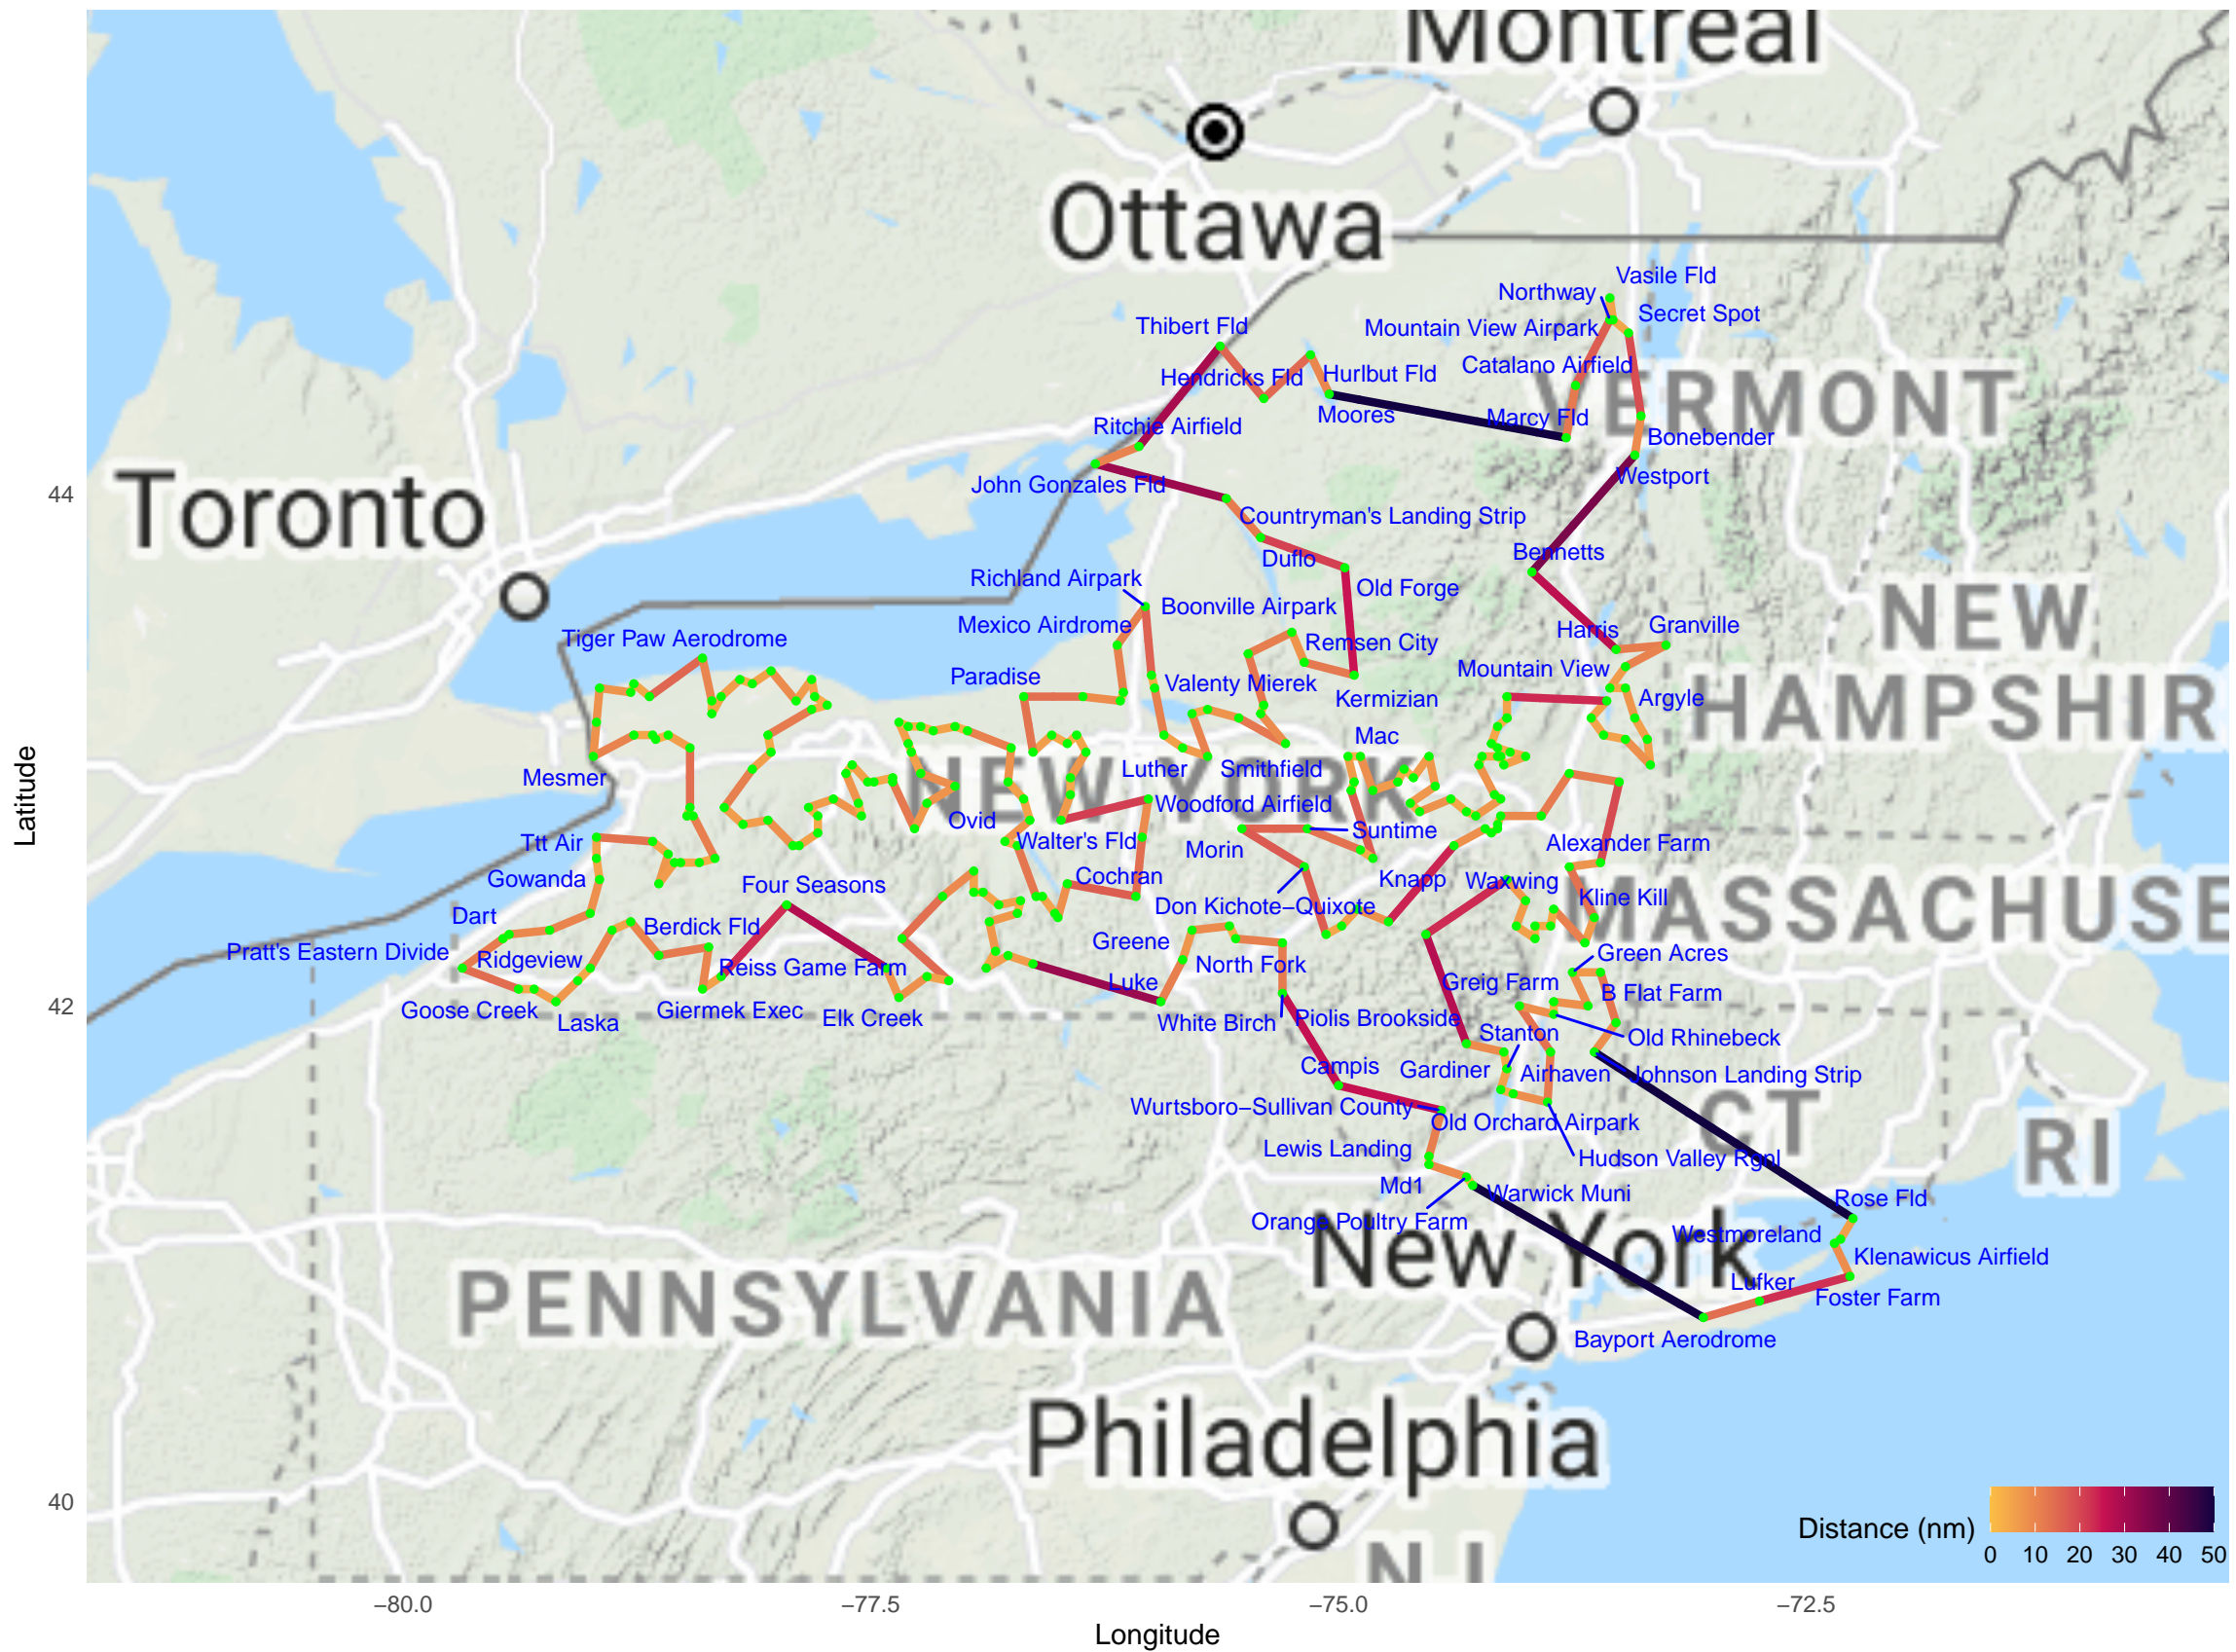 Montreal
Ottawa
Vasile Fld
Northway
Secret Spot
Thibert Fld
Mountain View Airpark
Catalano Airfield
Hendricks Fld
Hurlbut Fld
VERMONT
Moores
Marcy Fld
Ritchie Airfield
Bonebender
Westport
John Gonzales Fld
44
Toronto
Countryman's Landing Strip
Bennetts
Duflo
Richland Airpark
Old Forge
Boonville Airpark
NEW
HAMPSHIR
Mexico Airdrome
Harris
Granville
Tiger Paw Aerodrome
Remsen City
Mountain View
Paradise
Valenty Mierek
Kermizian
Argyle
Mac
Mesmer
Luther
Smithfield
NEW YORK
Woodford Airfield
Ovid
Suntime
Walter's Fld
Ttt Air
Morin
Alexander Farm
Gowanda
Cochran
Knapp
Waxwing
Four Seasons
Kline Kill
MASSACHUSE
Don Kichote−Quixote
Dart
Berdick Fld
Greene
Pratt's Eastern Divide
Ridgeview
Reiss Game Farm
North Fork
Green Acres
Luke
Greig Farm
B Flat Farm
42
Goose Creek
Laska
Giermek Exec
Elk Creek
White Birch
Piolis Brookside
Stanton
Old Rhinebeck
Campis
Gardiner
Airhaven
Johnson Landing Strip
Wurtsboro−Sullivan County
Old Orchard Airpark
CT
RI
Lewis Landing
Hudson Valley Rgnl
Md1
Warwick Muni
Rose Fld
Orange Poultry Farm
Westmoreland
New York
Klenawicus Airfield
PENNSYLVANIA
Lufker
Foster Farm
Bayport Aerodrome
Philadelphia
40
NJ
Distance (nm)
0 10 20 30 40 50
−80.0 −77.5 −75.0 −72.5
Longitude
Latitude